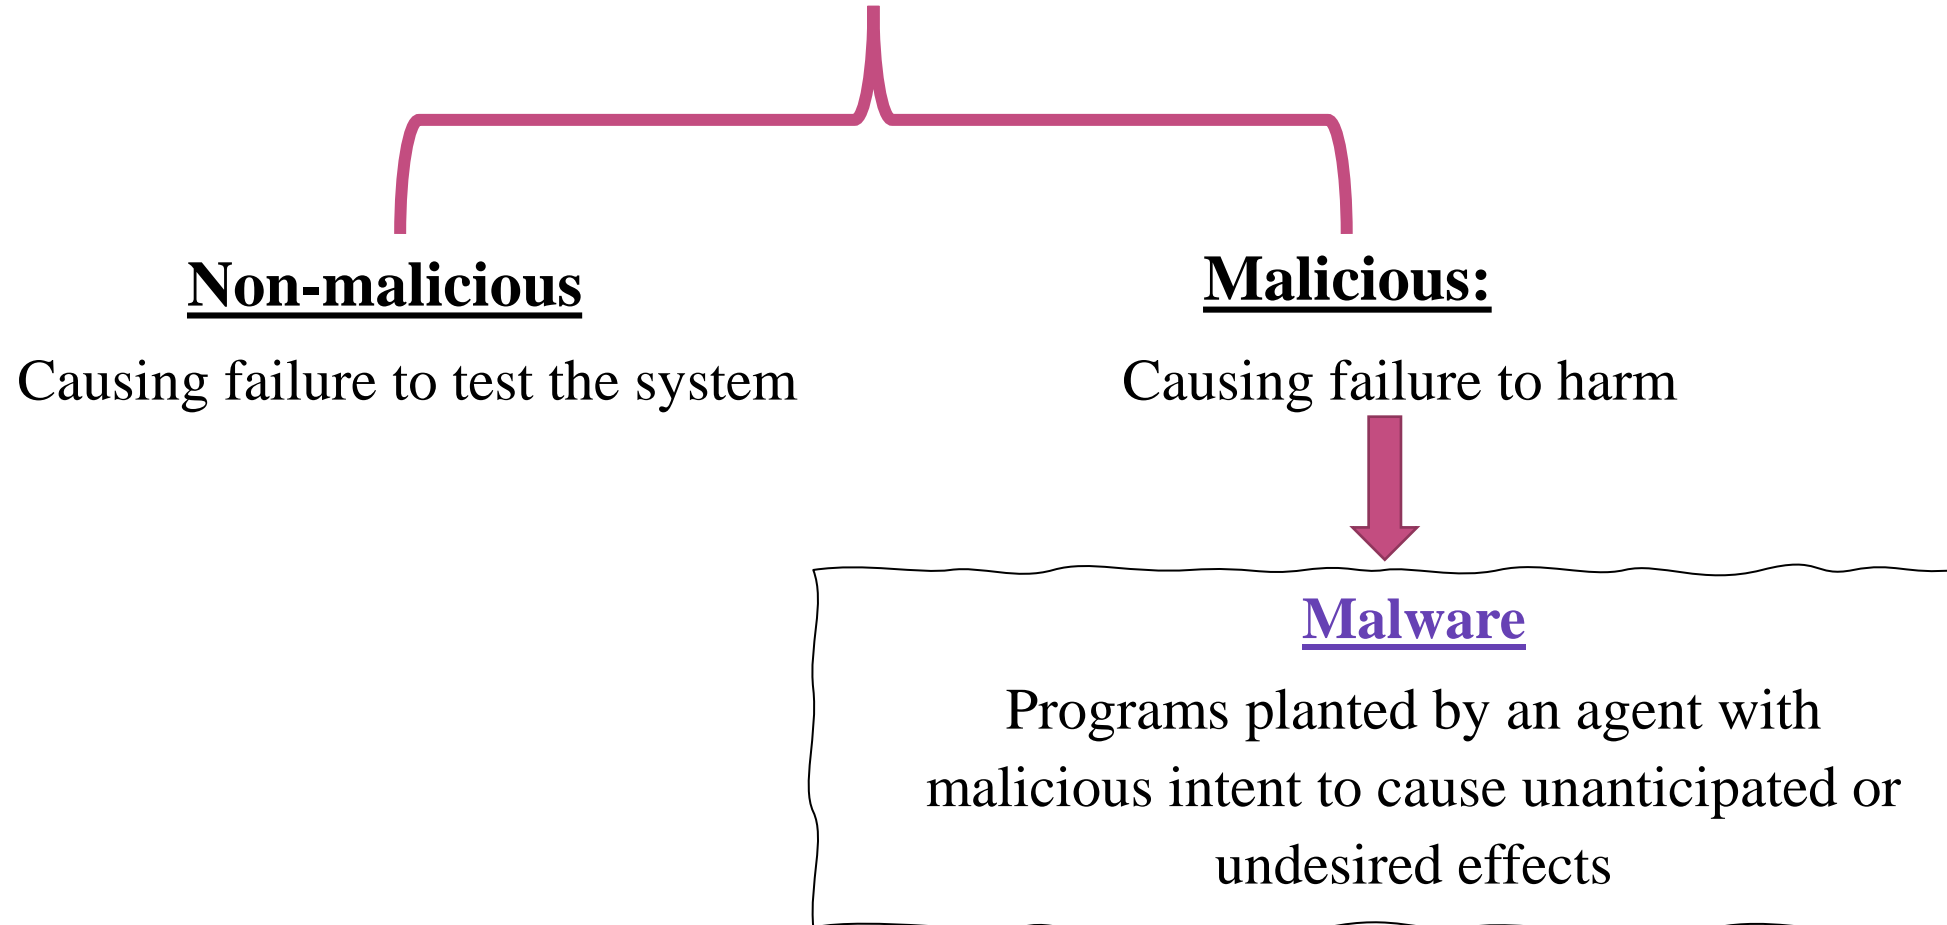 Non-malicious
Causing failure to test the system
Malicious:
Causing failure to harm
Malware
Programs planted by an agent with
malicious intent to cause unanticipated or
undesired effects